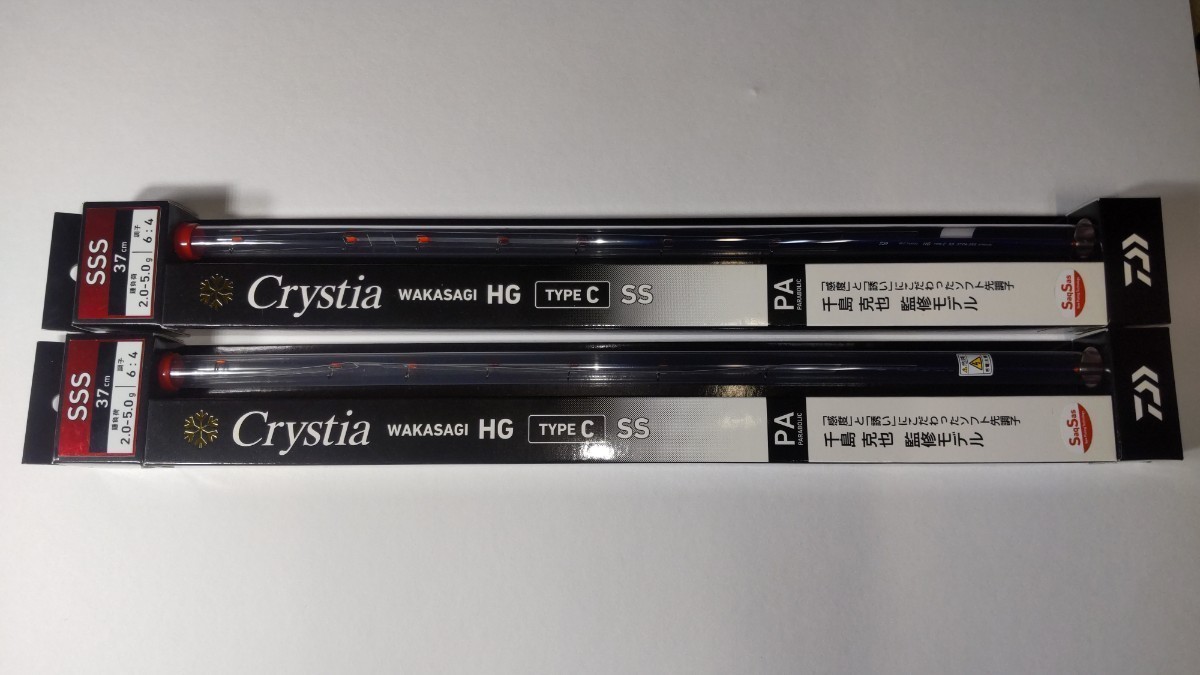 SSS
37cm
錘負荷
2.0-5.0g
調子
6:4
Crystia WAKASAGI HG TYPE C SS
PA
PARABOLIC
「感度」と「誘い」にこだわったソフト先調子
千島 克也 監修モデル
SaqSas
SSS
37cm
錘負荷
2.0-5.0g
調子
6:4
Crystia WAKASAGI HG TYPE C SS
PA
PARABOLIC
「感度」と「誘い」にこだわったソフト先調子
千島 克也 監修モデル
SaqSas